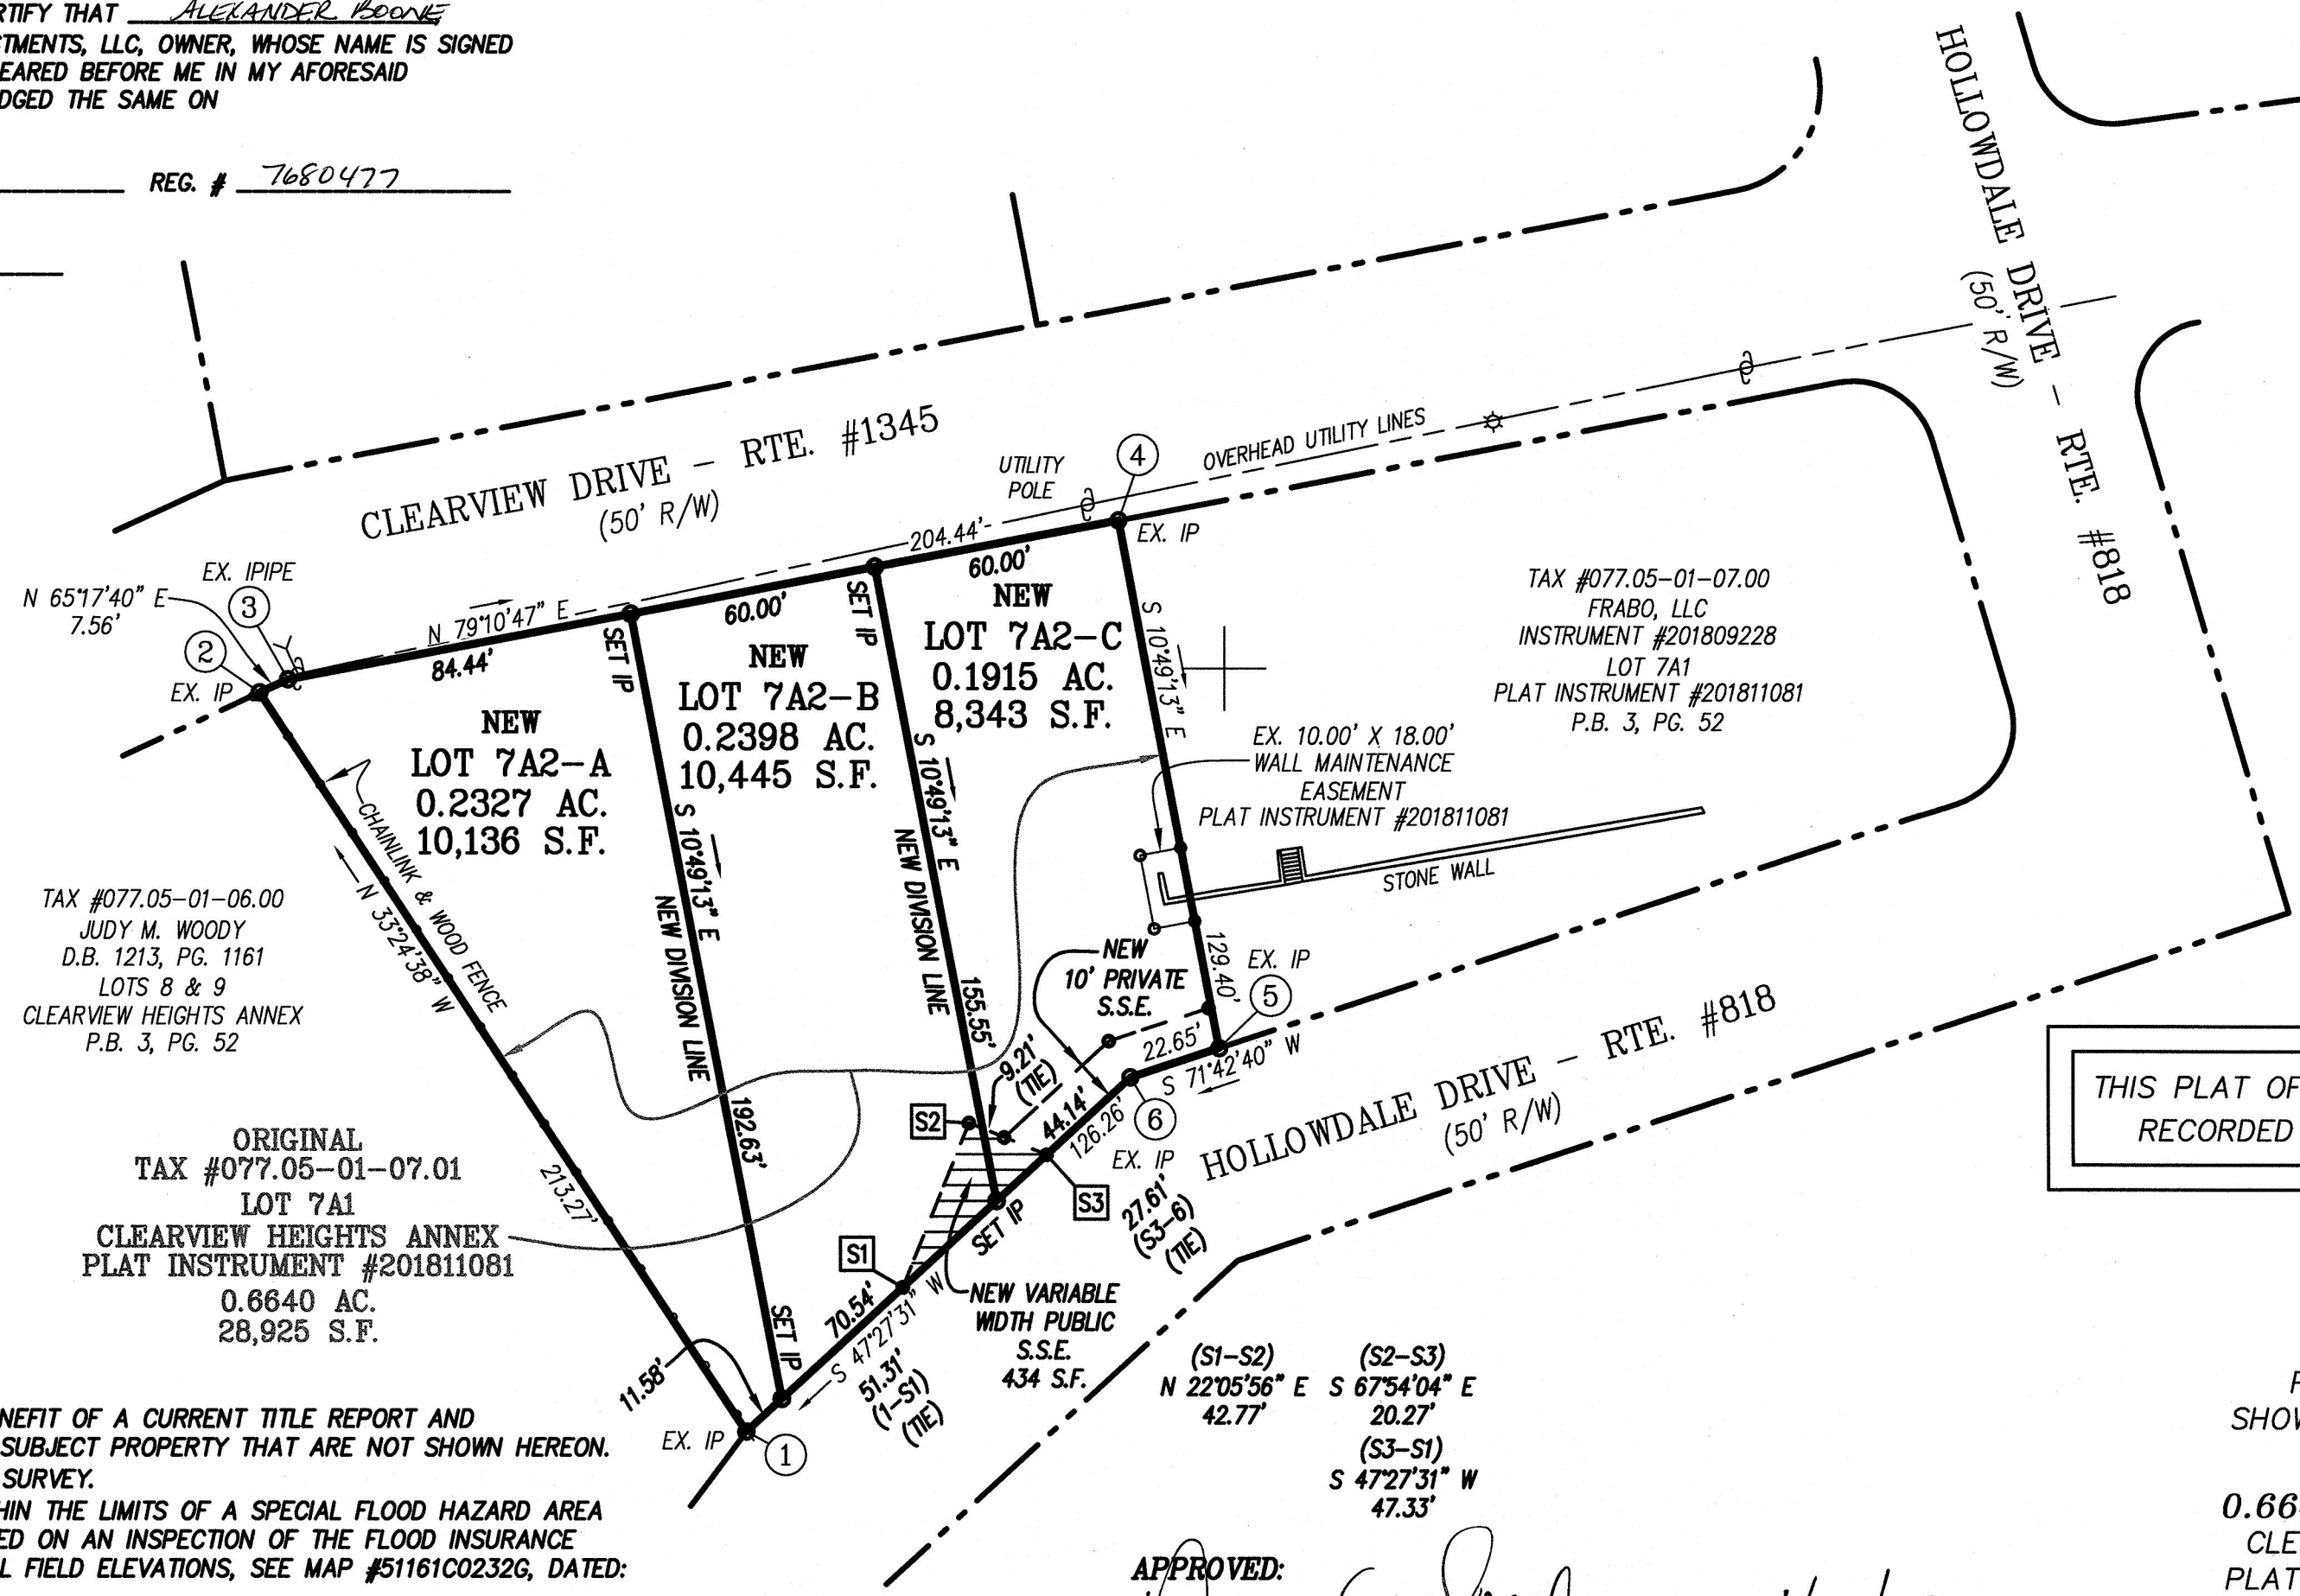 RTIFY THAT ALEXANDER BOONE
TMENTS, LLC, OWNER, WHOSE NAME IS SIGNED
EARED BEFORE ME IN MY AFORESAID
DGED THE SAME ON
REG. # 7680477
HOLLOWDALE DRIVE - RTE. #818
(50' R/W)
CLEARVIEW DRIVE - RTE. #1345
(50' R/W)
UTILITY
POLE
OVERHEAD UTILITY LINES
4
EX. IP
204.44'
60.00'
60.00'
N 79°10'47" E
84.44'
EX. IPIPE
3
N 65°17'40" E
7.56'
2
EX. IP
SET IP
SET IP
NEW
LOT 7A2-A
0.2327 AC.
10,136 S.F.
NEW
LOT 7A2-B
0.2398 AC.
10,445 S.F.
NEW
LOT 7A2-C
0.1915 AC.
8,343 S.F.
S 10°49'13" E
S 10°49'13" E
S 10°49'13" E
TAX #077.05-01-07.00
FRABO, LLC
INSTRUMENT #201809228
LOT 7A1
PLAT INSTRUMENT #201811081
P.B. 3, PG. 52
EX. 10.00' X 18.00'
WALL MAINTENANCE
EASEMENT
PLAT INSTRUMENT #201811081
STONE WALL
CHAINLINK & WOOD FENCE
N 33°24'38" W
213.27'
NEW DIVISION LINE
192.63'
NEW DIVISION LINE
155.55'
129.40'
TAX #077.05-01-06.00
JUDY M. WOODY
D.B. 1213, PG. 1161
LOTS 8 & 9
CLEARVIEW HEIGHTS ANNEX
P.B. 3, PG. 52
NEW
10' PRIVATE
S.S.E.
EX. IP
5
22.65'
S 71°42'40" W
9.21'
(TIE)
44.14'
126.26'
6
EX. IP
HOLLOWDALE DRIVE - RTE. #818
(50' R/W)
S2
S3
S1
27.61'
(S3-6)
(TIE)
SET IP
SET IP
70.54'
S 47°27'31" W
51.31'
(1-S1)
(TIE)
11.58'
EX. IP
1
NEW VARIABLE
WIDTH PUBLIC
S.S.E.
434 S.F.
ORIGINAL
TAX #077.05-01-07.01
LOT 7A1
CLEARVIEW HEIGHTS ANNEX
PLAT INSTRUMENT #201811081
0.6640 AC.
28,925 S.F.
(S1-S2)
N 22°05'56" E
42.77'
(S2-S3)
S 67°54'04" E
20.27'
(S3-S1)
S 47°27'31" W
47.33'
THIS PLAT OF
RECORDED
NEFIT OF A CURRENT TITLE REPORT AND
SUBJECT PROPERTY THAT ARE NOT SHOWN HEREON.
SURVEY.
HIN THE LIMITS OF A SPECIAL FLOOD HAZARD AREA
ED ON AN INSPECTION OF THE FLOOD INSURANCE
L FIELD ELEVATIONS, SEE MAP #51161C0232G, DATED:
APPROVED:
SHOW
0.66
CLE
PLAT